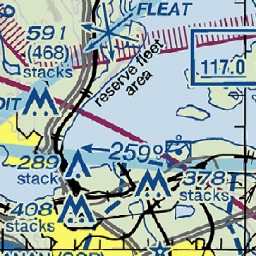 FLEAT
591
(468)
stacks
reserve fleet
area
117.0
259°
289
stack
378
stacks
408
stacks